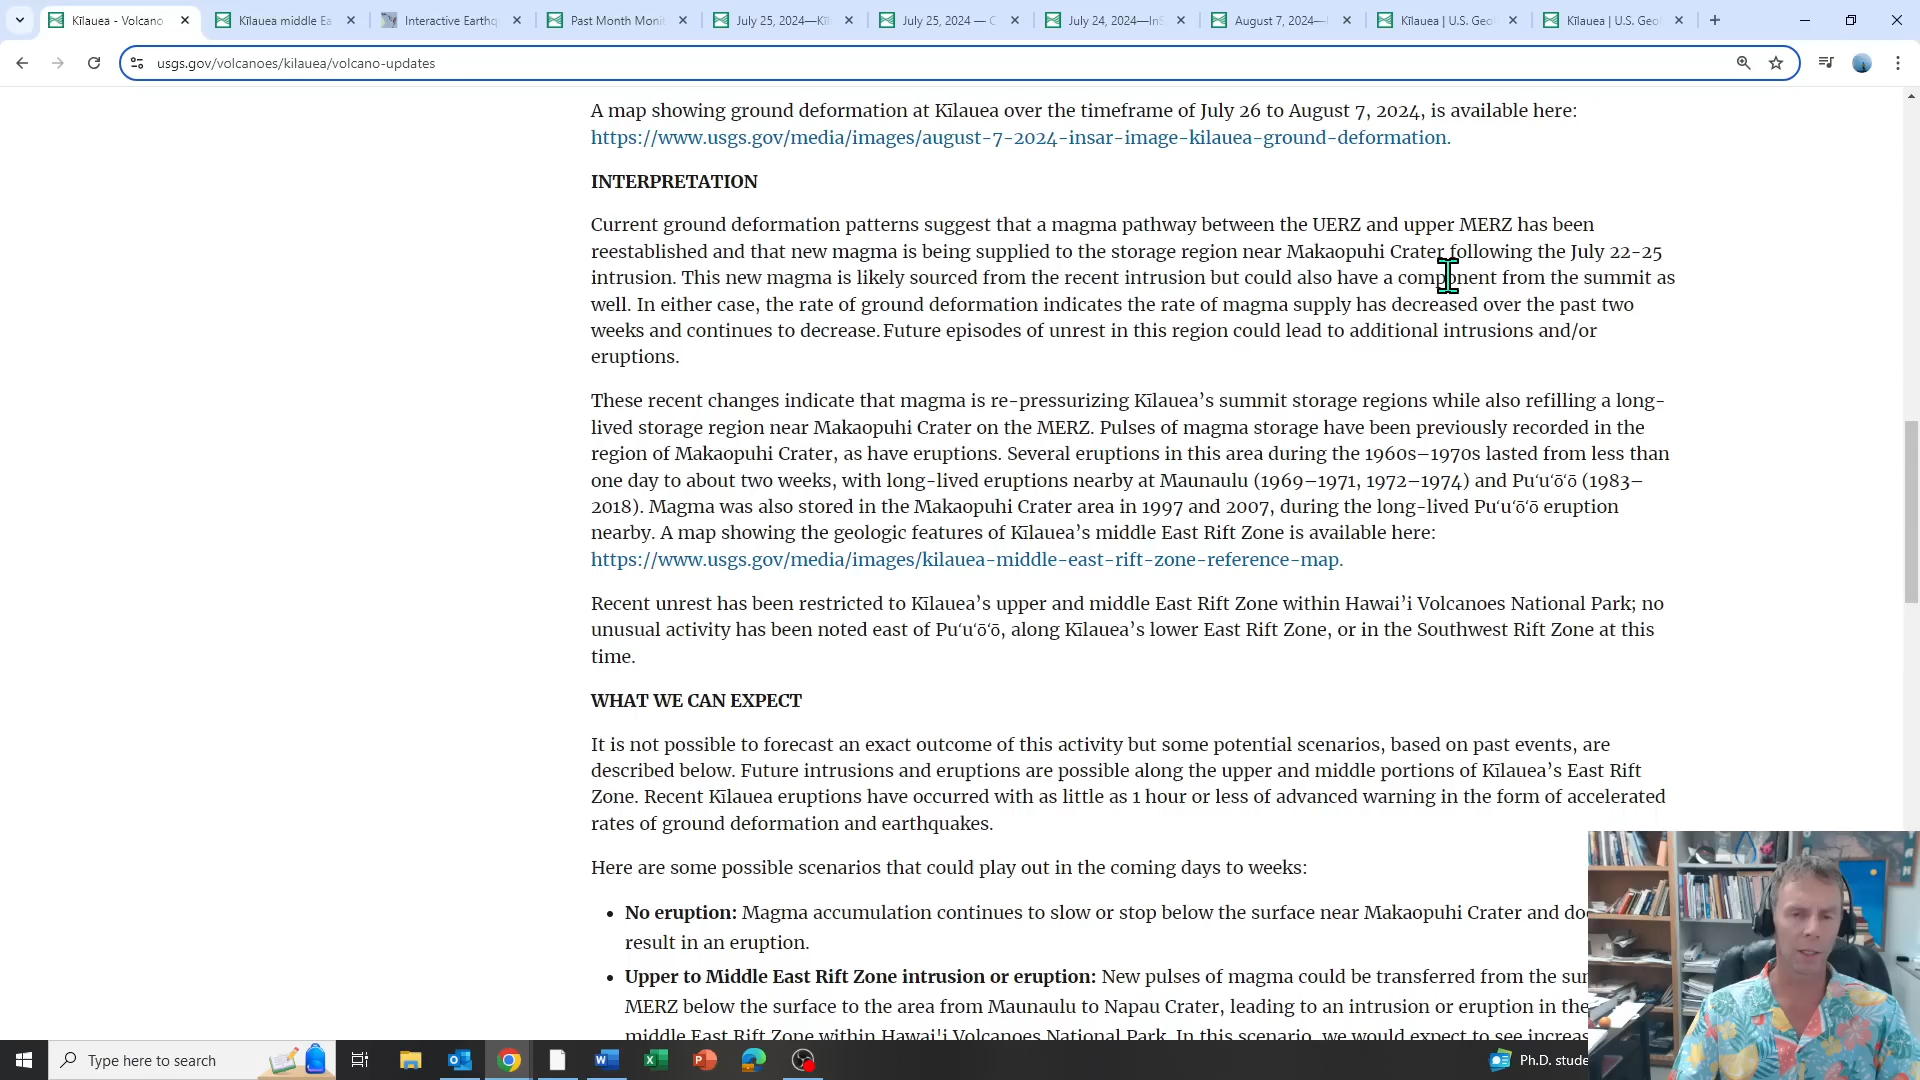 Kīlauea - Volcano
Kīlauea middle Ea
Interactive Earthq
Past Month Monit
July 25, 2024—Kīl
July 25, 2024 — C
July 24, 2024—InS
August 7, 2024—
Kīlauea | U.S. Geo
Kīlauea | U.S. Geo
usgs.gov/volcanoes/kilauea/volcano-updates
A map showing ground deformation at Kīlauea over the timeframe of July 26 to August 7, 2024, is available here:
https://www.usgs.gov/media/images/august-7-2024-insar-image-kilauea-ground-deformation.
INTERPRETATION
Current ground deformation patterns suggest that a magma pathway between the UERZ and upper MERZ has been
reestablished and that new magma is being supplied to the storage region near Makaopuhi Crater following the July 22-25
intrusion. This new magma is likely sourced from the recent intrusion but could also have a component from the summit as
well. In either case, the rate of ground deformation indicates the rate of magma supply has decreased over the past two
weeks and continues to decrease. Future episodes of unrest in this region could lead to additional intrusions and/or
eruptions.
These recent changes indicate that magma is re-pressurizing Kīlauea’s summit storage regions while also refilling a long-
lived storage region near Makaopuhi Crater on the MERZ. Pulses of magma storage have been previously recorded in the
region of Makaopuhi Crater, as have eruptions. Several eruptions in this area during the 1960s–1970s lasted from less than
one day to about two weeks, with long-lived eruptions nearby at Maunaulu (1969–1971, 1972–1974) and Puʻuʻōʻō (1983–
2018). Magma was also stored in the Makaopuhi Crater area in 1997 and 2007, during the long-lived Puʻuʻōʻō eruption
nearby. A map showing the geologic features of Kīlauea’s middle East Rift Zone is available here:
https://www.usgs.gov/media/images/kilauea-middle-east-rift-zone-reference-map.
Recent unrest has been restricted to Kīlauea’s upper and middle East Rift Zone within Hawaiʻi Volcanoes National Park; no
unusual activity has been noted east of Puʻuʻōʻō, along Kīlauea’s lower East Rift Zone, or in the Southwest Rift Zone at this
time.
WHAT WE CAN EXPECT
It is not possible to forecast an exact outcome of this activity but some potential scenarios, based on past events, are
described below. Future intrusions and eruptions are possible along the upper and middle portions of Kīlauea’s East Rift
Zone. Recent Kīlauea eruptions have occurred with as little as 1 hour or less of advanced warning in the form of accelerated
rates of ground deformation and earthquakes.
Here are some possible scenarios that could play out in the coming days to weeks:
• No eruption: Magma accumulation continues to slow or stop below the surface near Makaopuhi Crater and do
result in an eruption.
• Upper to Middle East Rift Zone intrusion or eruption: New pulses of magma could be transferred from the su
MERZ below the surface to the area from Maunaulu to Napau Crater, leading to an intrusion or eruption in the
middle East Rift Zone within Hawai'i Volcanoes National Park. In this scenario, we would expect to see increas
Type here to search
Ph.D. stude